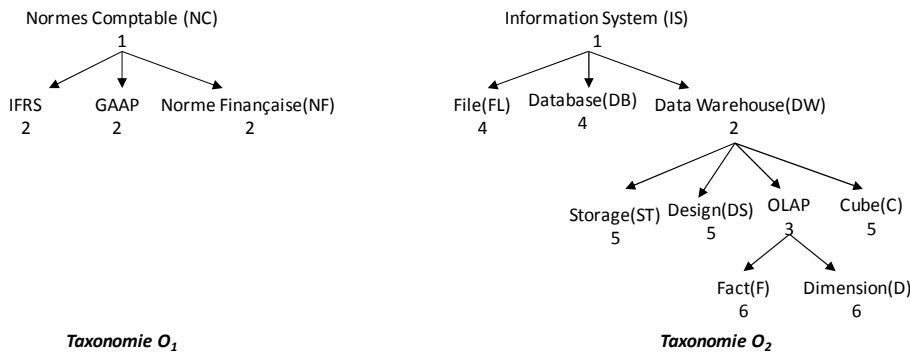 Normes Comptable (NC)
1
IFRS
2
GAAP
2
Norme Finançaise(NF)
2
Taxonomie O1
Information System (IS)
1
File(FL)
4
Database(DB)
4
Data Warehouse(DW)
2
Storage(ST)
5
Design(DS)
5
OLAP
3
Cube(C)
5
Fact(F)
6
Dimension(D)
6
Taxonomie O2